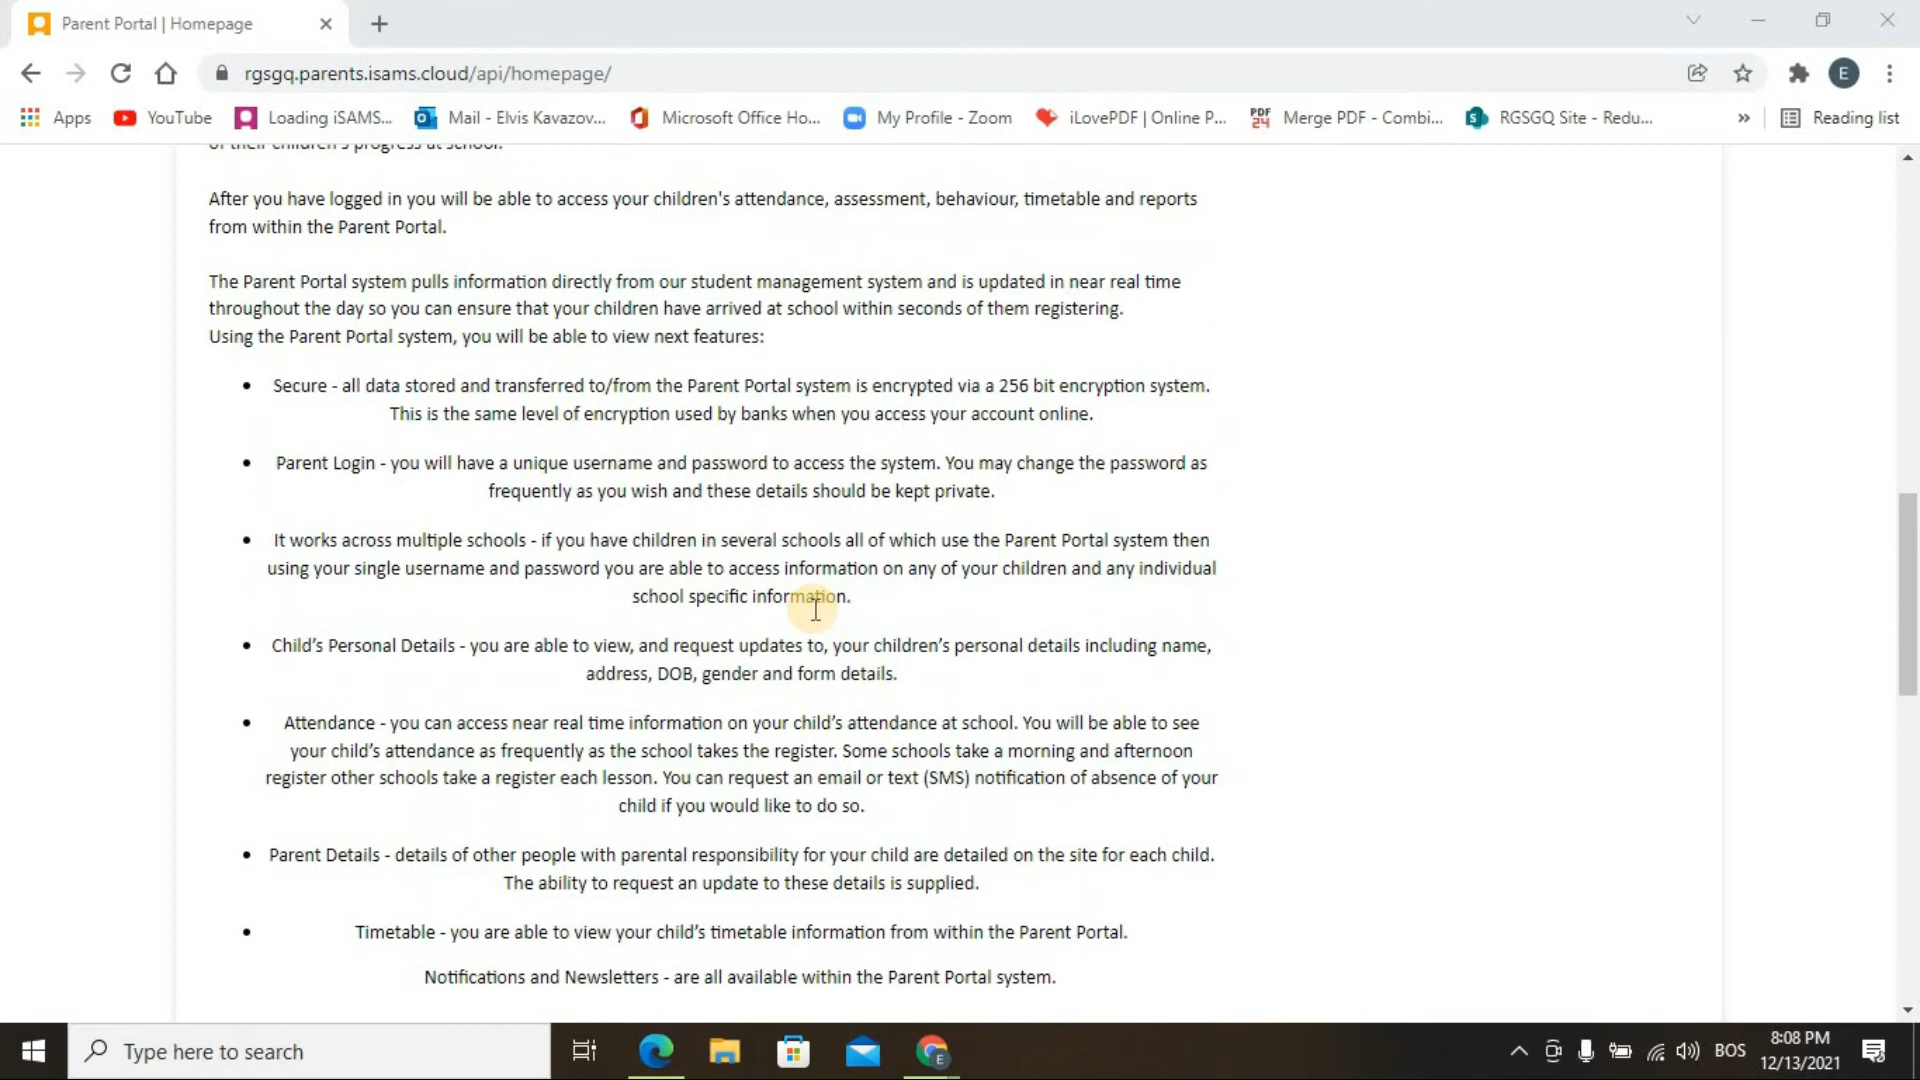 Parent Portal | Homepage
rgsgq.parents.isams.cloud/api/homepage/
E
Apps
YouTube
Loading iSAMS...
Mail - Elvis Kavazov...
Microsoft Office Ho...
My Profile - Zoom
iLovePDF | Online P...
PDF
24
Merge PDF - Combi...
S
RGSGQ Site - Redu...
»
Reading list
of their children's progress at school.
After you have logged in you will be able to access your children's attendance, assessment, behaviour, timetable and reports
from within the Parent Portal.
The Parent Portal system pulls information directly from our student management system and is updated in near real time
throughout the day so you can ensure that your children have arrived at school within seconds of them registering.
Using the Parent Portal system, you will be able to view next features:
• Secure - all data stored and transferred to/from the Parent Portal system is encrypted via a 256 bit encryption system.
This is the same level of encryption used by banks when you access your account online.
• Parent Login - you will have a unique username and password to access the system. You may change the password as
frequently as you wish and these details should be kept private.
• It works across multiple schools - if you have children in several schools all of which use the Parent Portal system then
using your single username and password you are able to access information on any of your children and any individual
school specific information.
• Child’s Personal Details - you are able to view, and request updates to, your children’s personal details including name,
address, DOB, gender and form details.
• Attendance - you can access near real time information on your child’s attendance at school. You will be able to see
your child’s attendance as frequently as the school takes the register. Some schools take a morning and afternoon
register other schools take a register each lesson. You can request an email or text (SMS) notification of absence of your
child if you would like to do so.
• Parent Details - details of other people with parental responsibility for your child are detailed on the site for each child.
The ability to request an update to these details is supplied.
• Timetable - you are able to view your child’s timetable information from within the Parent Portal.
Notifications and Newsletters - are all available within the Parent Portal system.
Type here to search
E
BOS
8:08 PM
12/13/2021